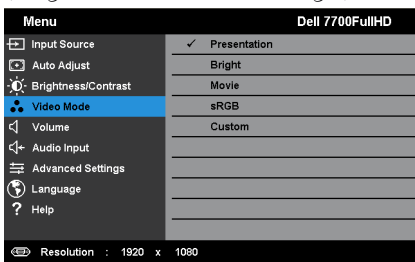 Menu Dell 7700FullHD
Input Source ✓ Presentation
Auto Adjust Bright
Brightness/Contrast Movie
Video Mode sRGB
Volume Custom
Audio Input
Advanced Settings
Language
? Help
Resolution : 1920 x 1080